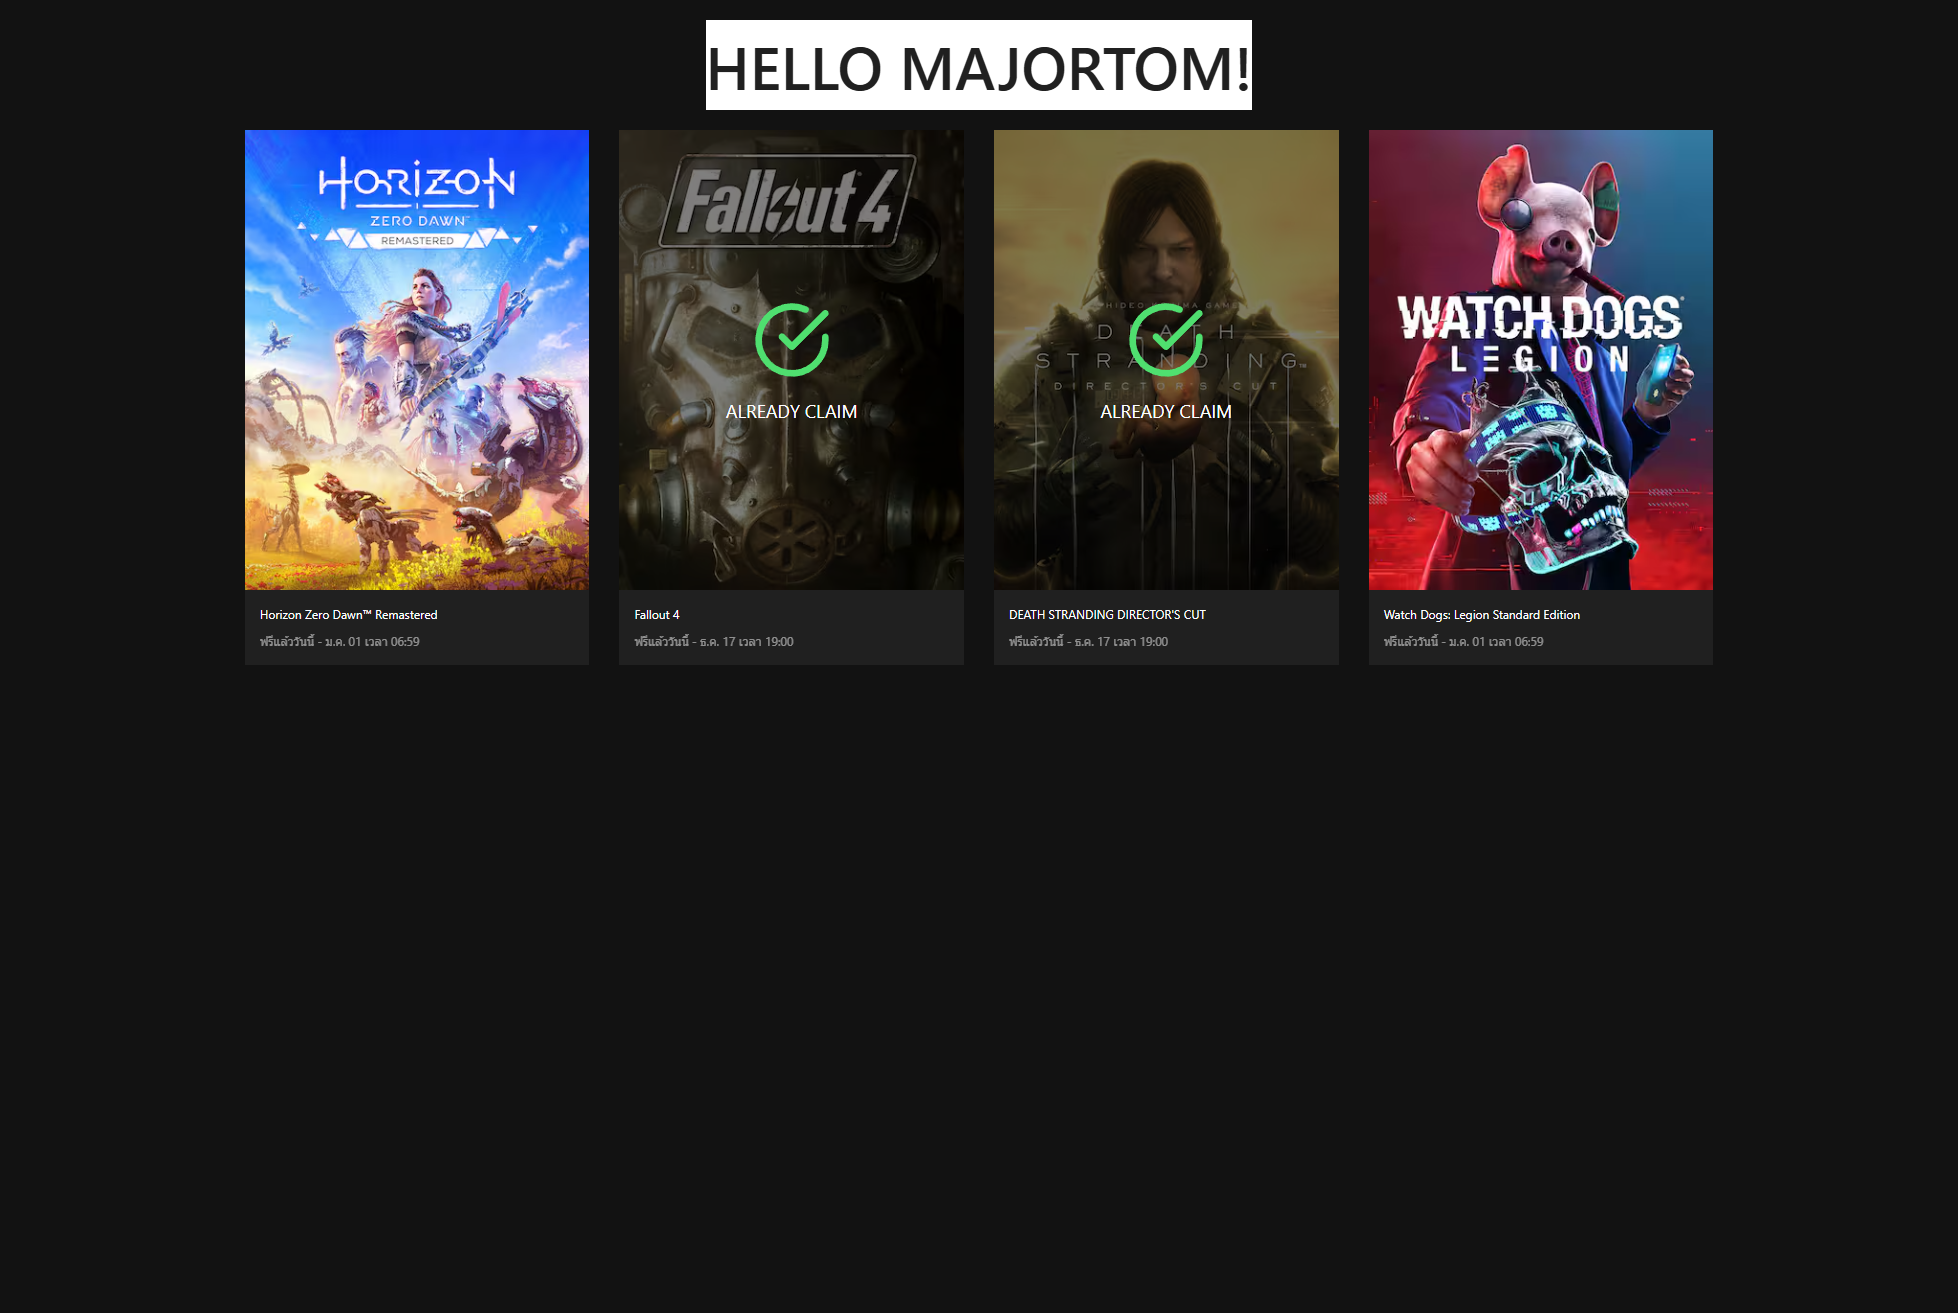 HELLO MAJORTOM!
HORIZON
ZERO DAWN™
REMASTERED
Horizon Zero Dawn™ Remastered
ฟรีแล้ววันนี้ - ม.ค. 01 เวลา 06:59
Fallout 4
ALREADY CLAIM
Fallout 4
ฟรีแล้ววันนี้ - ธ.ค. 17 เวลา 19:00
A HIDEO KOJIMA GAME
DEATH
STRANDING™
DIRECTOR'S CUT
ALREADY CLAIM
DEATH STRANDING DIRECTOR'S CUT
ฟรีแล้ววันนี้ - ธ.ค. 17 เวลา 19:00
WATCH DOGS®
LEGION
Watch Dogs: Legion Standard Edition
ฟรีแล้ววันนี้ - ม.ค. 01 เวลา 06:59